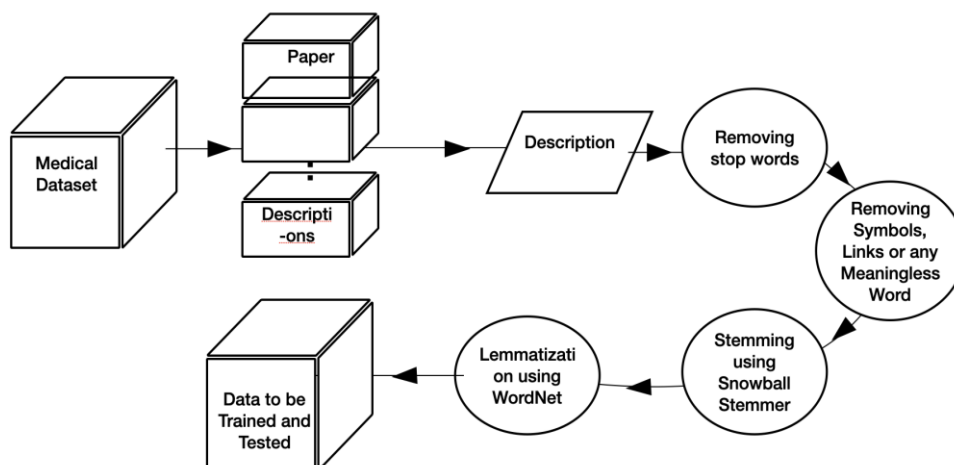 Paper
Medical
Dataset
Descripti
-ons
Description
Removing
stop words
Removing
Symbols,
Links or any
Meaningless
Word
Stemming
using
Snowball
Stemmer
Lemmatizati
on using
WordNet
Data to be
Trained and
Tested